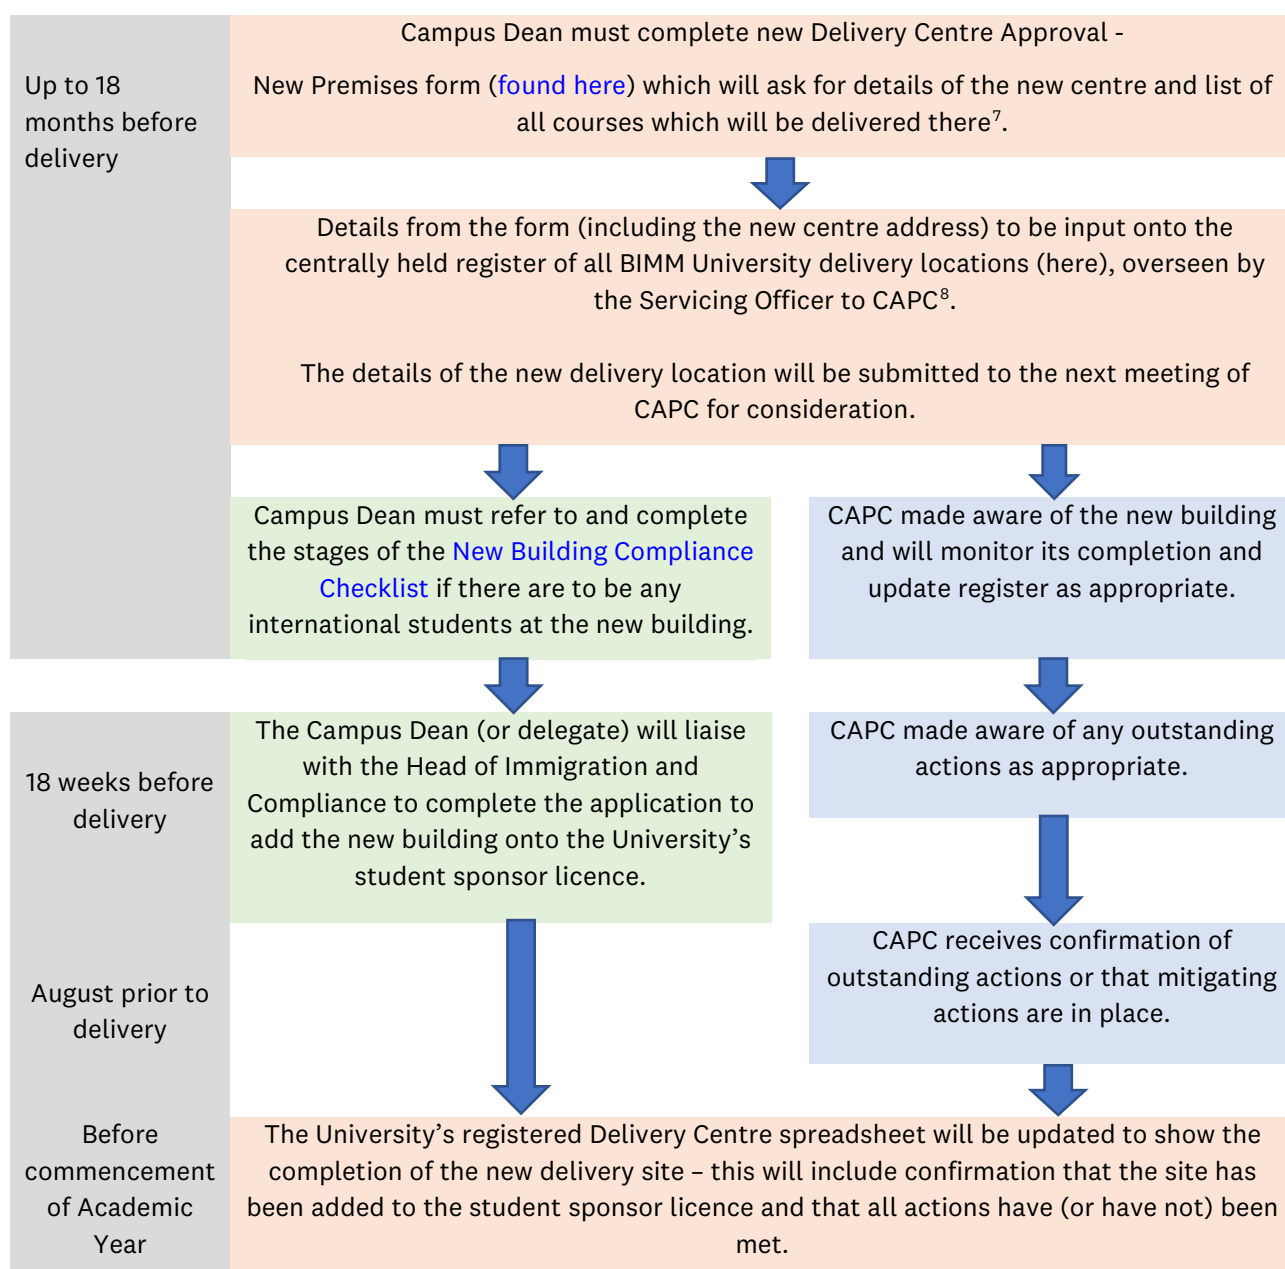 Up to 18
months before
delivery
Campus Dean must complete new Delivery Centre Approval -
New Premises form (found here) which will ask for details of the new centre and list of
all courses which will be delivered there⁷.
Details from the form (including the new centre address) to be input onto the
centrally held register of all BIMM University delivery locations (here), overseen by
the Servicing Officer to CAPC⁸.
The details of the new delivery location will be submitted to the next meeting of
CAPC for consideration.
Campus Dean must refer to and complete
the stages of the New Building Compliance
Checklist if there are to be any
international students at the new building.
CAPC made aware of the new building
and will monitor its completion and
update register as appropriate.
18 weeks before
delivery
The Campus Dean (or delegate) will liaise
with the Head of Immigration and
Compliance to complete the application to
add the new building onto the University’s
student sponsor licence.
CAPC made aware of any outstanding
actions as appropriate.
August prior to
delivery
CAPC receives confirmation of
outstanding actions or that mitigating
actions are in place.
Before
commencement
of Academic
Year
The University’s registered Delivery Centre spreadsheet will be updated to show the
completion of the new delivery site – this will include confirmation that the site has
been added to the student sponsor licence and that all actions have (or have not) been
met.